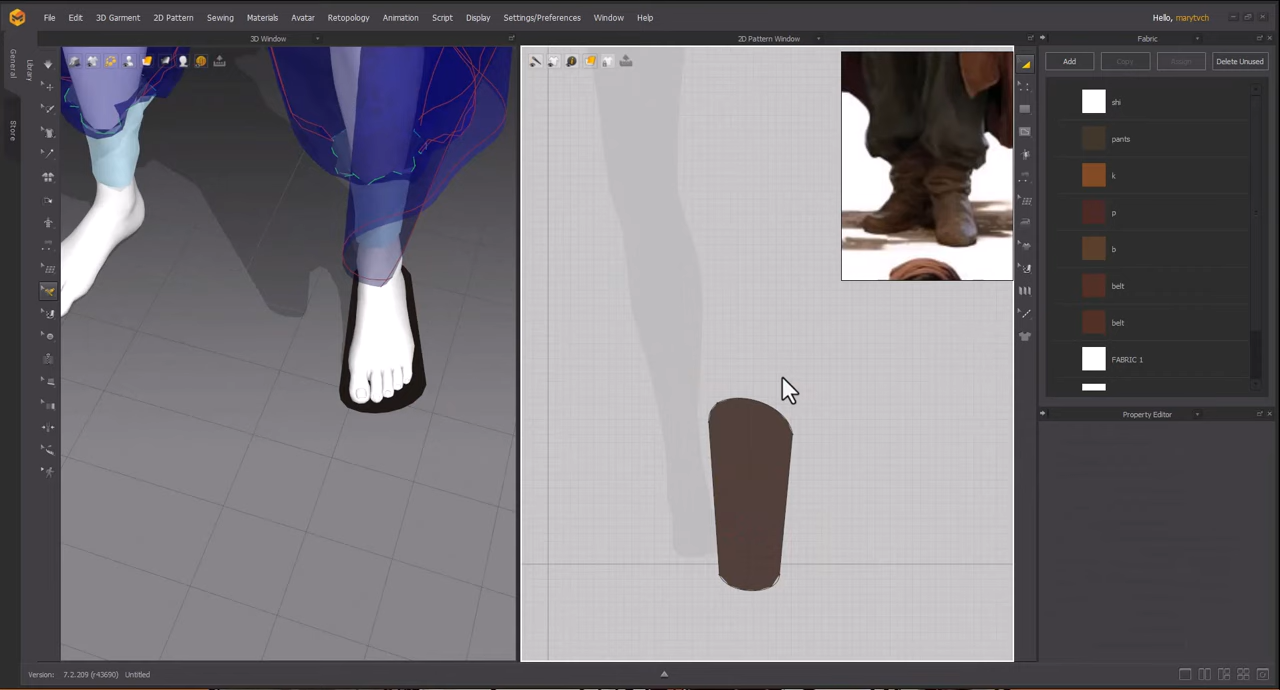 File Edit 3D Garment 2D Pattern Sewing Materials Avatar Retopology Animation Script Display Settings/Preferences Window Help
Hello, marytvch
3D Window
2D Pattern Window
Fabric
General
Library
Store
Add Copy Assign Delete Unused
shi
pants
k
p
b
belt
belt
FABRIC 1
Property Editor
Version: 7.2.209 (r43690) Untitled